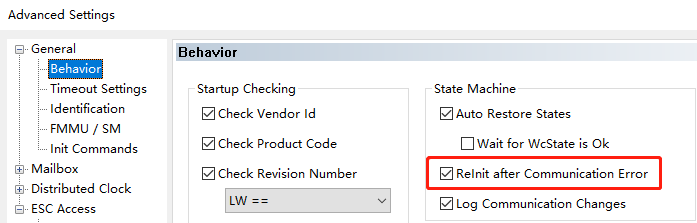 Advanced Settings
General
Behavior
Timeout Settings
Identification
FMMU / SM
Init Commands
Mailbox
Distributed Clock
ESC Access
Behavior
Startup Checking
Check Vendor Id
Check Product Code
Check Revision Number
LW ==
State Machine
Auto Restore States
Wait for WcState is Ok
ReInit after Communication Error
Log Communication Changes